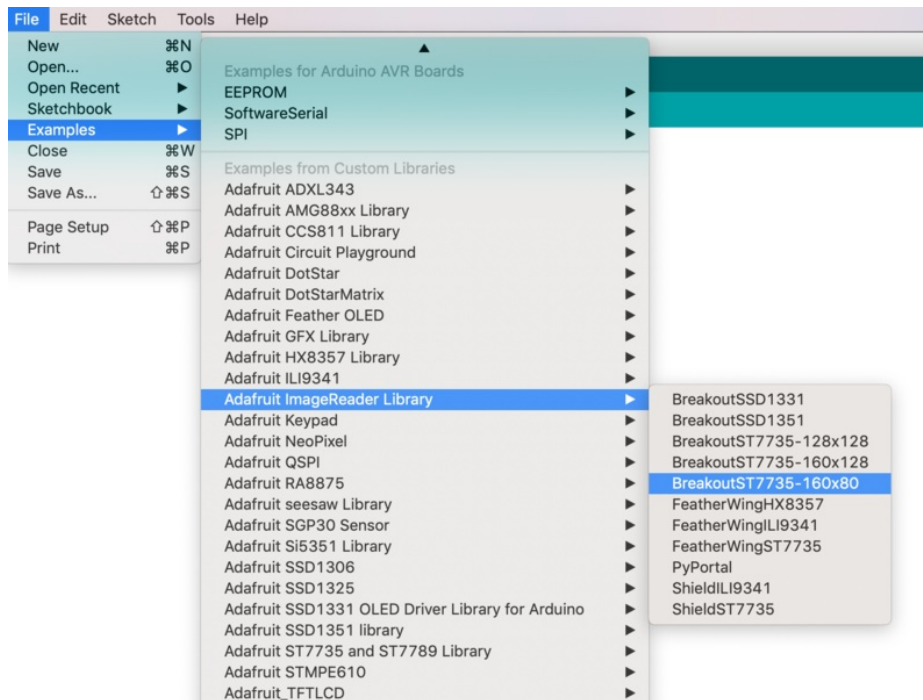 File Edit Sketch Tools Help
New ⌘N
Open... ⌘O
Open Recent ▶
Sketchbook ▶
Examples ▶
Close ⌘W
Save ⌘S
Save As... ⇧⌘S
Page Setup ⇧⌘P
Print ⌘P
▲
Examples for Arduino AVR Boards
EEPROM ▶
SoftwareSerial ▶
SPI ▶
Examples from Custom Libraries
Adafruit ADXL343 ▶
Adafruit AMG88xx Library ▶
Adafruit CCS811 Library ▶
Adafruit Circuit Playground ▶
Adafruit DotStar ▶
Adafruit DotStarMatrix ▶
Adafruit Feather OLED ▶
Adafruit GFX Library ▶
Adafruit HX8357 Library ▶
Adafruit ILI9341 ▶
Adafruit ImageReader Library ▶
Adafruit Keypad ▶
Adafruit NeoPixel ▶
Adafruit QSPI ▶
Adafruit RA8875 ▶
Adafruit seesaw Library ▶
Adafruit SGP30 Sensor ▶
Adafruit Si5351 Library ▶
Adafruit SSD1306 ▶
Adafruit SSD1325 ▶
Adafruit SSD1331 OLED Driver Library for Arduino ▶
Adafruit SSD1351 library ▶
Adafruit ST7735 and ST7789 Library ▶
Adafruit STMPE610 ▶
Adafruit_TFTLCD ▶
BreakoutSSD1331
BreakoutSSD1351
BreakoutST7735-128x128
BreakoutST7735-160x128
BreakoutST7735-160x80
FeatherWingHX8357
FeatherWingILI9341
FeatherWingST7735
PyPortal
ShieldILI9341
ShieldST7735